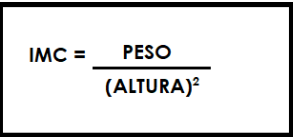 IMC = PESO
(ALTURA)²